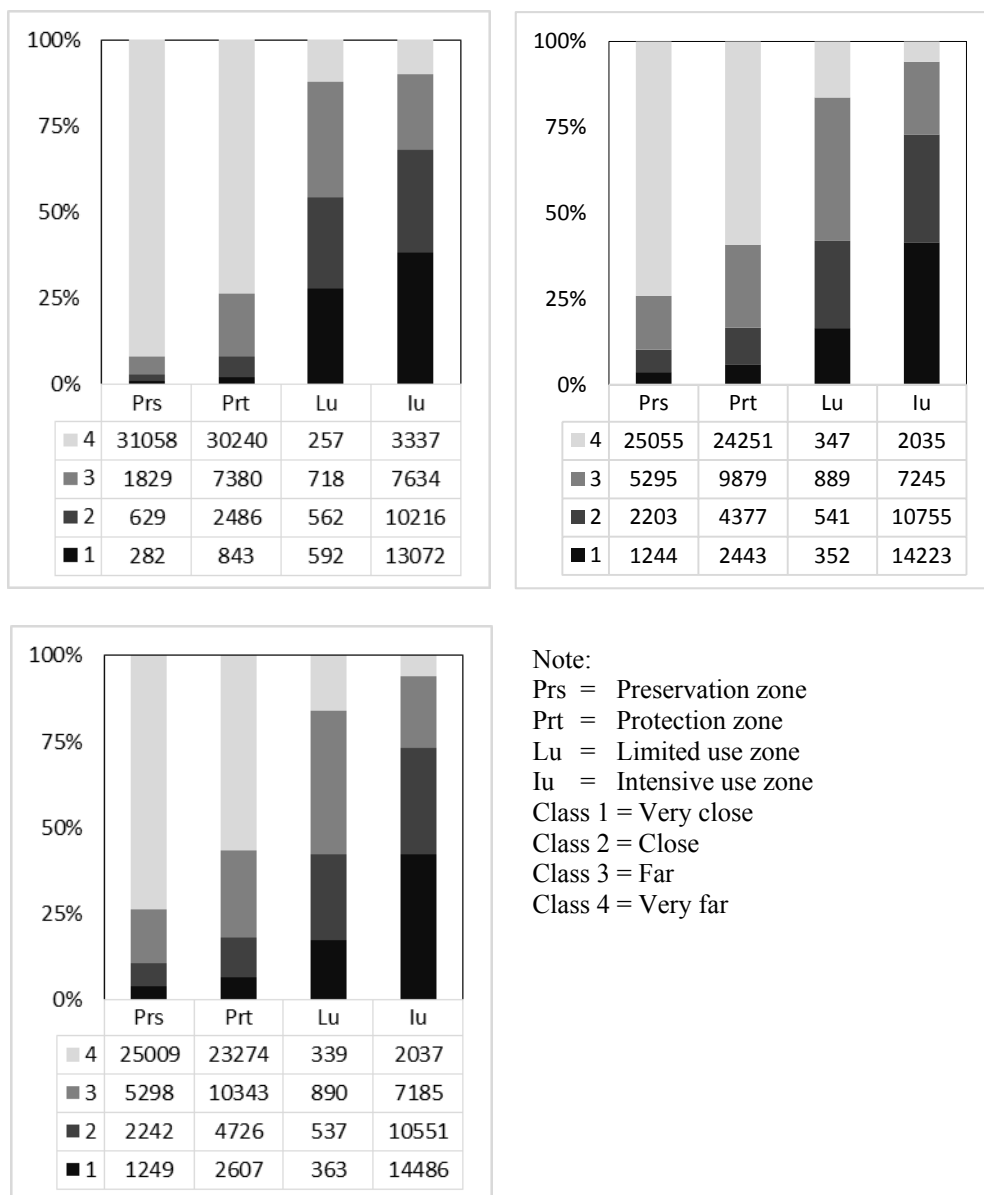 100%
75%
50%
25%
0%
Prs Prt Lu Iu
4 31058 30240 257 3337
3 1829 7380 718 7634
2 629 2486 562 10216
1 282 843 592 13072
100%
75%
50%
25%
0%
Prs Prt Lu Iu
4 25055 24251 347 2035
3 5295 9879 889 7245
2 2203 4377 541 10755
1 1244 2443 352 14223
100%
75%
50%
25%
0%
Prs Prt Lu Iu
4 25009 23274 339 2037
3 5298 10343 890 7185
2 2242 4726 537 10551
1 1249 2607 363 14486
Note:
Prs = Preservation zone
Prt = Protection zone
Lu = Limited use zone
Iu = Intensive use zone
Class 1 = Very close
Class 2 = Close
Class 3 = Far
Class 4 = Very far